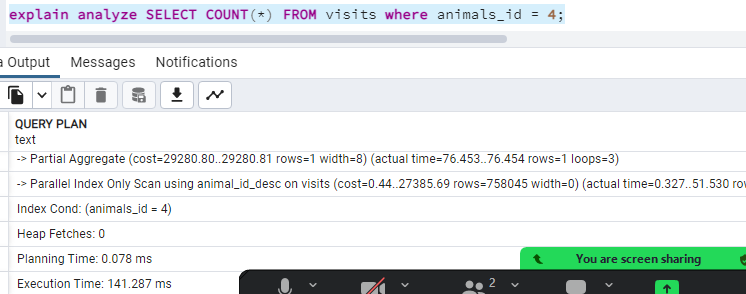 explain analyze SELECT COUNT(*) FROM visits where animals_id = 4;
Output Messages Notifications
QUERY PLAN
text
-> Partial Aggregate (cost=29280.80..29280.81 rows=1 width=8) (actual time=76.453..76.454 rows=1 loops=3)
-> Parallel Index Only Scan using animal_id_desc on visits (cost=0.44..27385.69 rows=758045 width=0) (actual time=0.327..51.530
Index Cond: (animals_id = 4)
Heap Fetches: 0
Planning Time: 0.078 ms
You are screen sharing
Execution Time: 141.287 ms
2